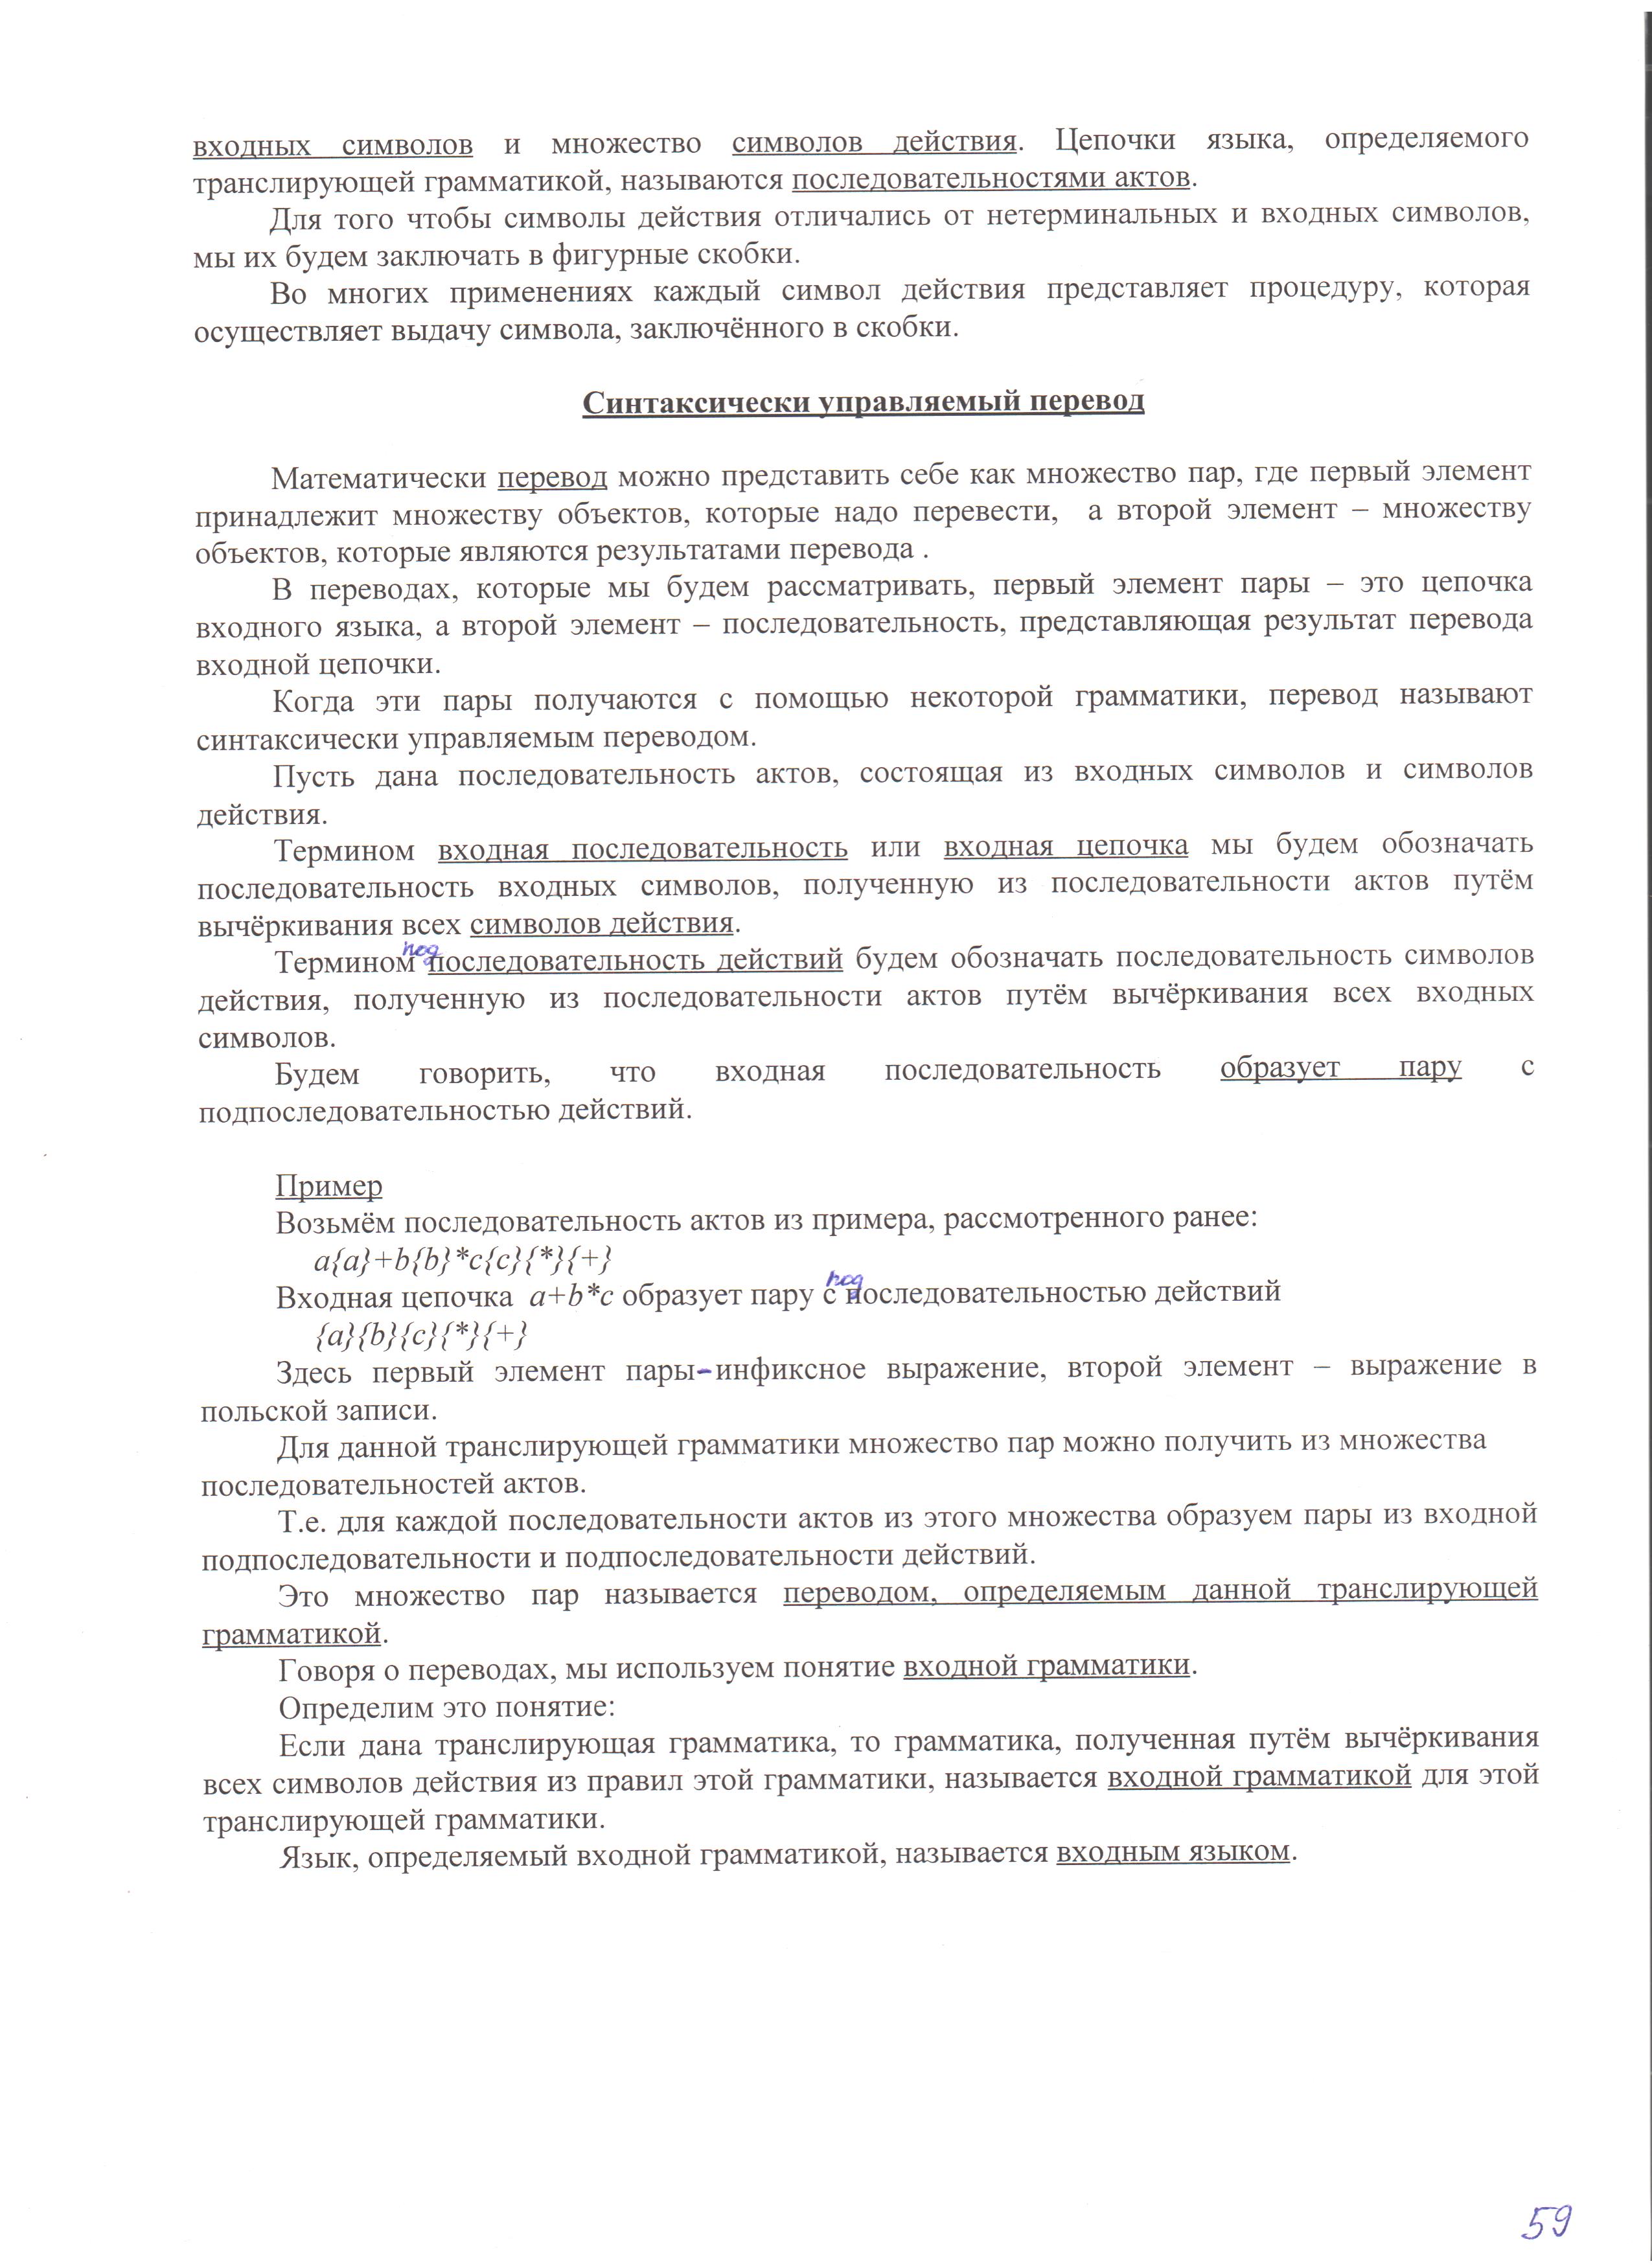 входных символов и множество символов действия. Цепочки языка, определяемого
транслирующей грамматикой, называются последовательностями актов.
Для того чтобы символы действия отличались от нетерминальных и входных символов,
мы их будем заключать в фигурные скобки.
Во многих применениях каждый символ действия представляет процедуру, которая
осуществляет выдачу символа, заключённого в скобки.
Синтаксически управляемый перевод
Математически перевод можно представить себе как множество пар, где первый элемент
принадлежит множеству объектов, которые надо перевести, а второй элемент – множеству
объектов, которые являются результатами перевода .
В переводах, которые мы будем рассматривать, первый элемент пары – это цепочка
входного языка, а второй элемент – последовательность, представляющая результат перевода
входной цепочки.
Когда эти пары получаются с помощью некоторой грамматики, перевод называют
синтаксически управляемым переводом.
Пусть дана последовательность актов, состоящая из входных символов и символов
действия.
Термином входная последовательность или входная цепочка мы будем обозначать
последовательность входных символов, полученную из последовательности актов путём
вычёркивания всех символов действия.
Термином подпоследовательность действий будем обозначать последовательность символов
действия, полученную из последовательности актов путём вычёркивания всех входных
символов.
Будем говорить, что входная последовательность образует пару с
подпоследовательностью действий.
Пример
Возьмём последовательность актов из примера, рассмотренного ранее:
a{a}+b{b}*c{c}{*}{+}
Входная цепочка a+b*c образует пару с подпоследовательностью действий
{a}{b}{c}{*}{+}
Здесь первый элемент пары-инфиксное выражение, второй элемент – выражение в
польской записи.
Для данной транслирующей грамматики множество пар можно получить из множества
последовательностей актов.
Т.е. для каждой последовательности актов из этого множества образуем пары из входной
подпоследовательности и подпоследовательности действий.
Это множество пар называется переводом, определяемым данной транслирующей
грамматикой.
Говоря о переводах, мы используем понятие входной грамматики.
Определим это понятие:
Если дана транслирующая грамматика, то грамматика, полученная путём вычёркивания
всех символов действия из правил этой грамматики, называется входной грамматикой для этой
транслирующей грамматики.
Язык, определяемый входной грамматикой, называется входным языком.
59